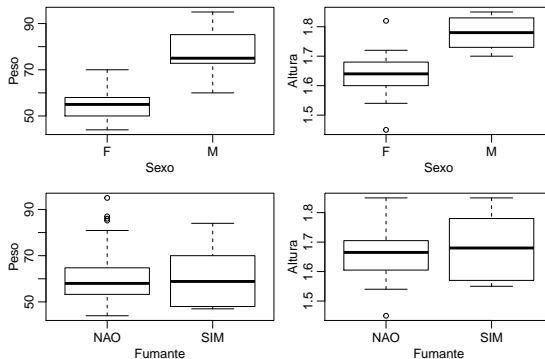 Peso
90
70
50
F
M
Sexo
Altura
1.8
1.7
1.6
1.5
F
M
Sexo
Peso
90
70
50
NAO
SIM
Fumante
Altura
1.8
1.7
1.6
1.5
NAO
SIM
Fumante